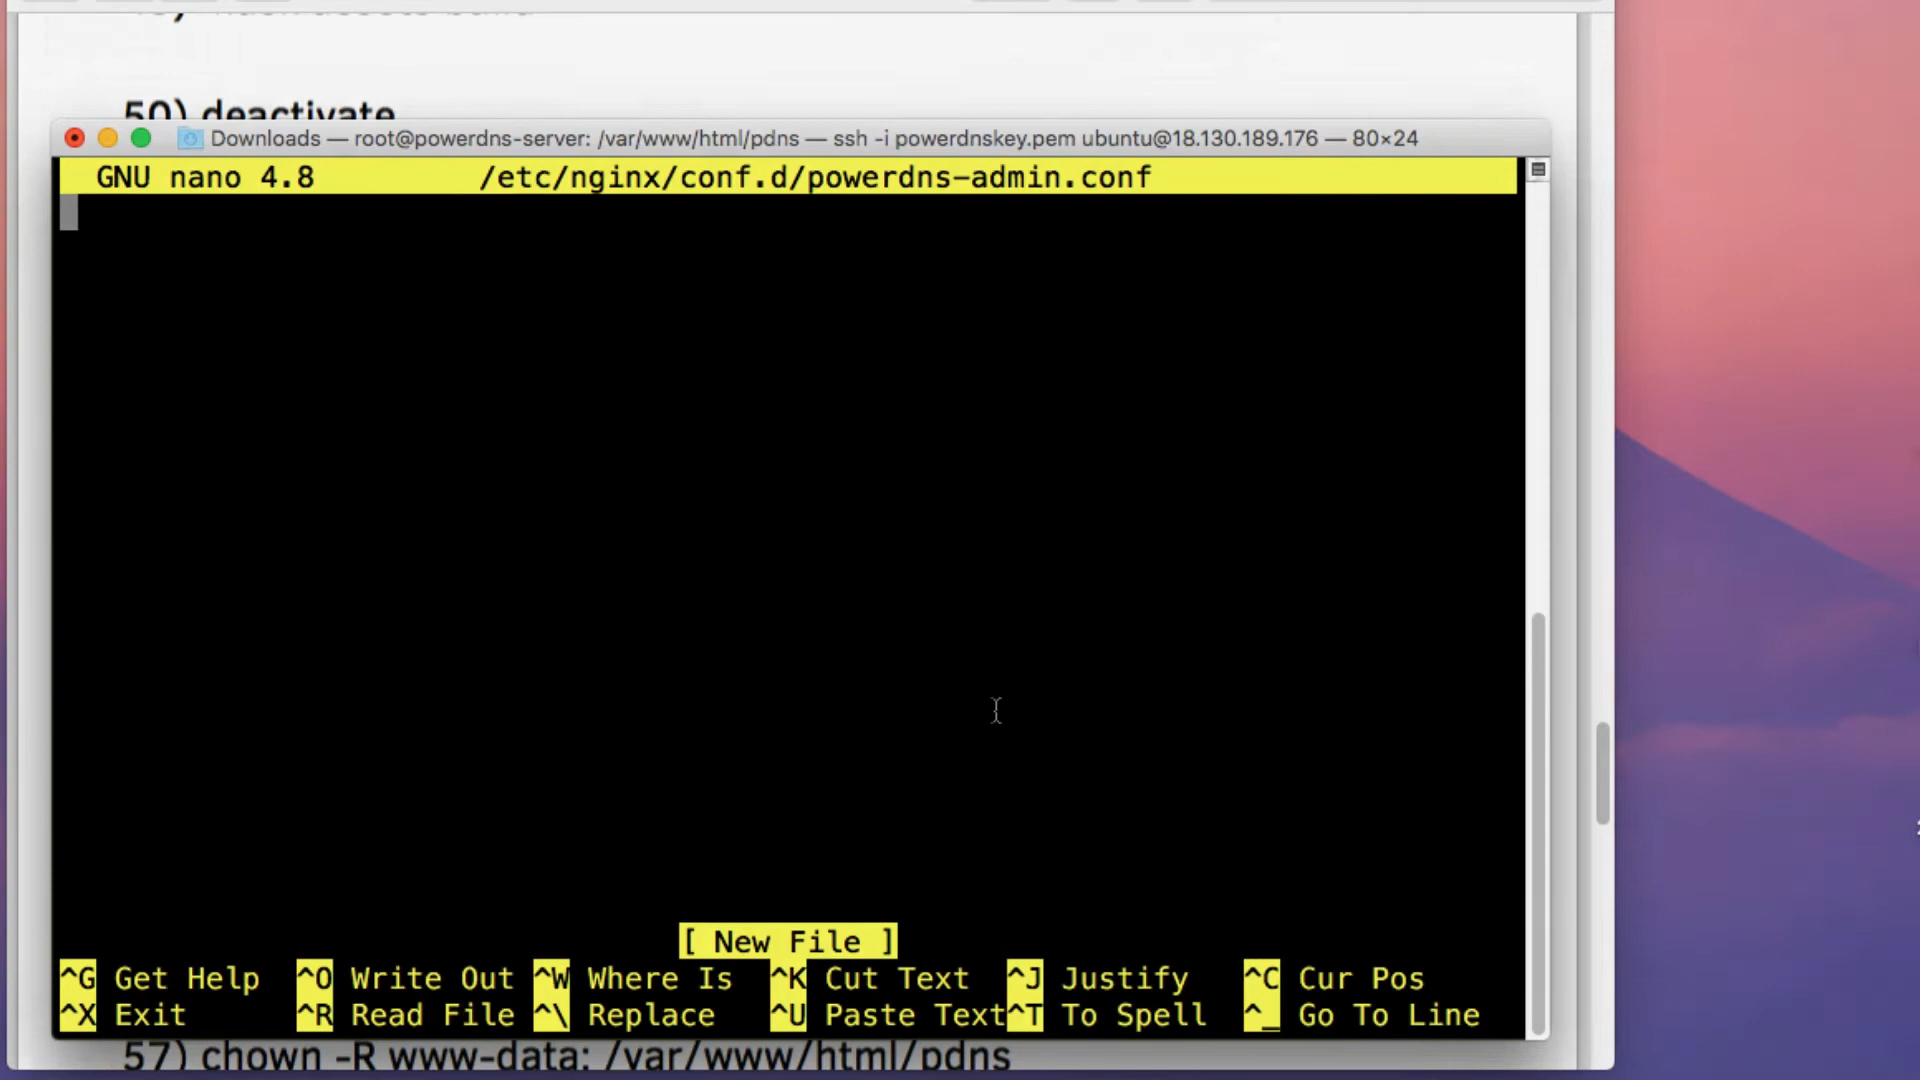 50) deactivate
Downloads — root@powerdns-server: /var/www/html/pdns — ssh -i powerdnskey.pem ubuntu@18.130.189.176 — 80×24
GNU nano 4.8 /etc/nginx/conf.d/powerdns-admin.conf
[ New File ]
^G Get Help ^O Write Out ^W Where Is ^K Cut Text ^J Justify ^C Cur Pos
^X Exit ^R Read File ^\ Replace ^U Paste Text ^T To Spell ^_ Go To Line
57) chown -R www-data: /var/www/html/pdns